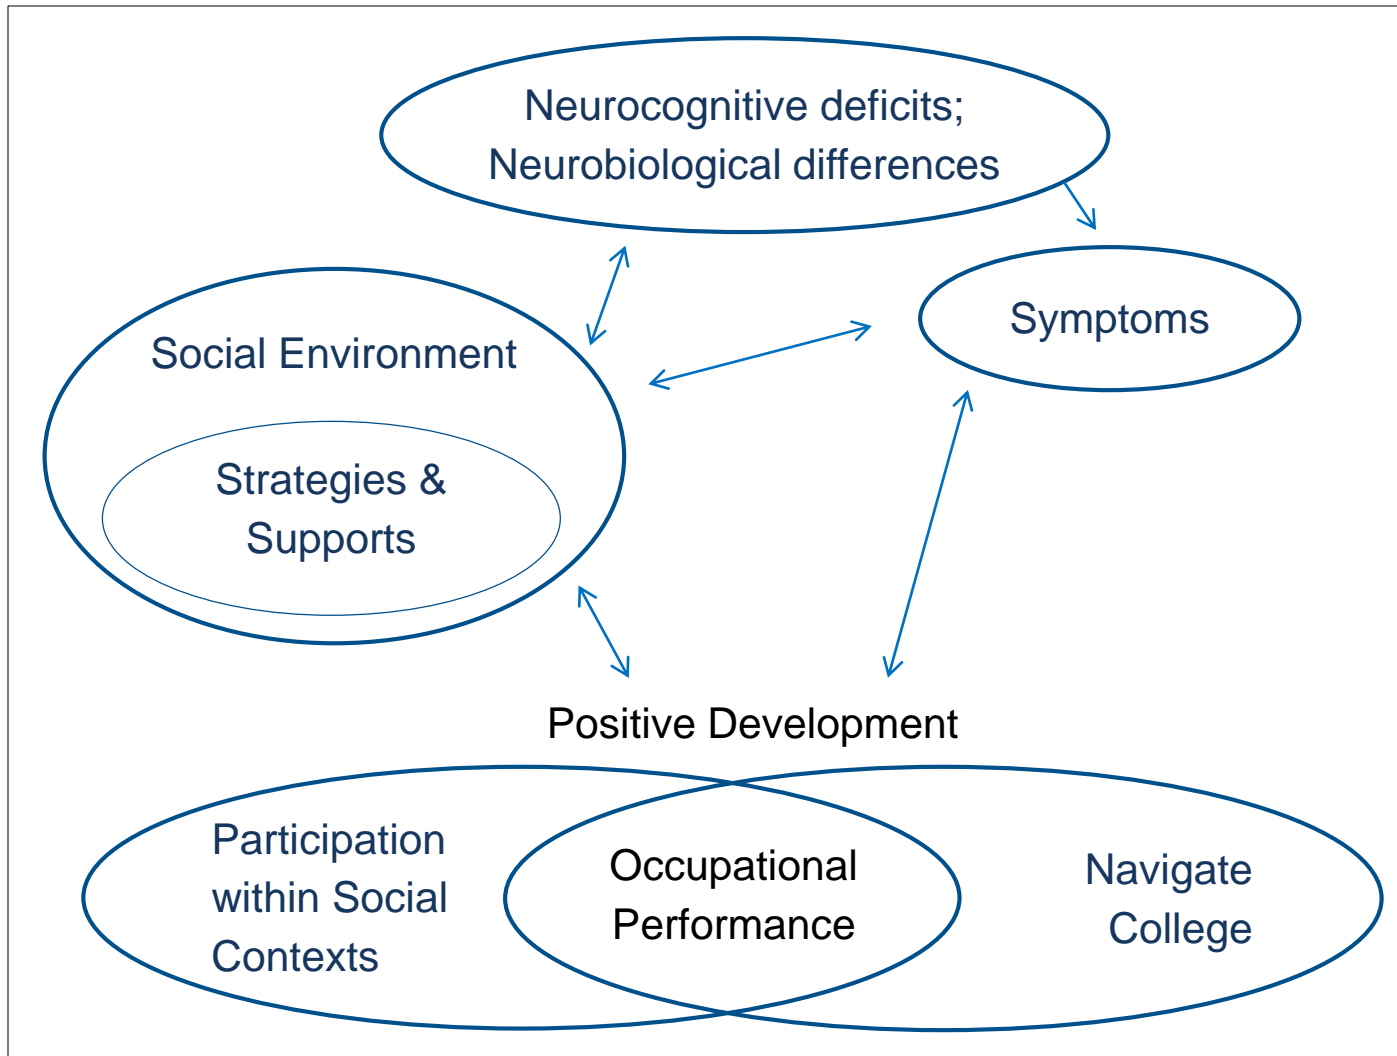 Neurocognitive deficits;
Neurobiological differences
Symptoms
Social Environment
Strategies &
Supports
Positive Development
Participation
within Social
Contexts
Occupational
Performance
Navigate
College